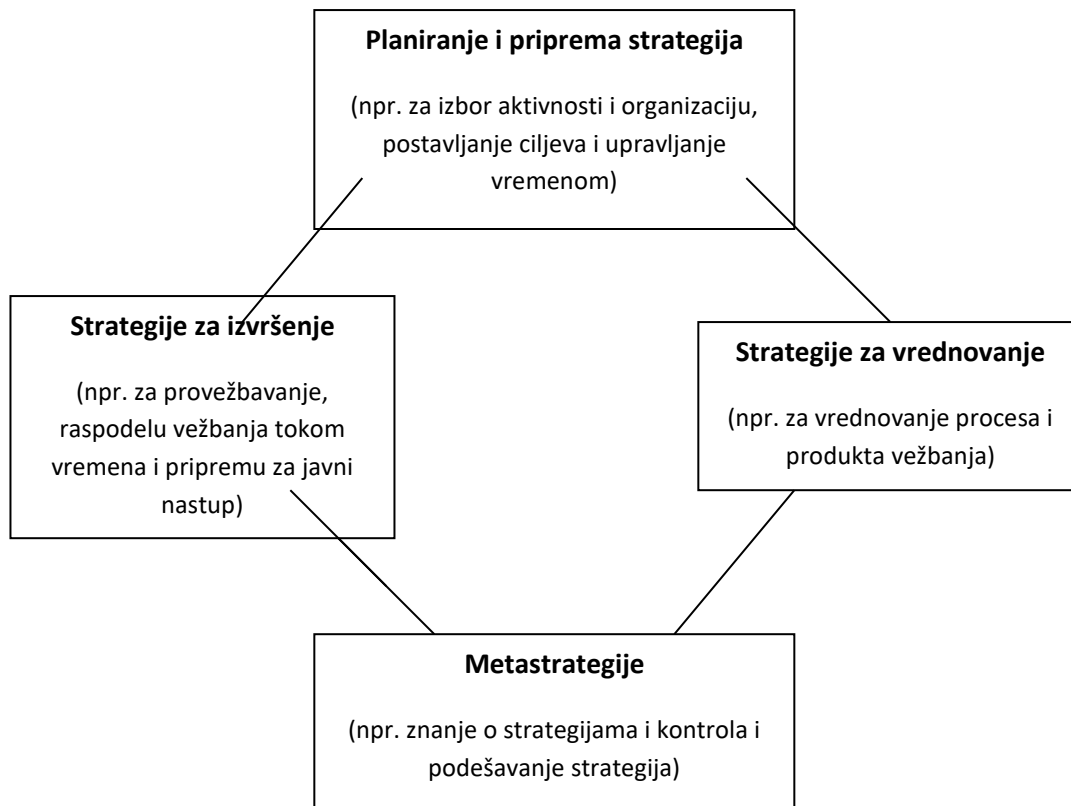 Planiranje i priprema strategija
(npr. za izbor aktivnosti i organizaciju,
postavljanje ciljeva i upravljanje
vremenom)
Strategije za izvršenje
(npr. za provežbavanje,
raspodelu vežbanja tokom
vremena i pripremu za javni
nastup)
Strategije za vrednovanje
(npr. za vrednovanje procesa i
produkta vežbanja)
Metastrategije
(npr. znanje o strategijama i kontrola i
podešavanje strategija)